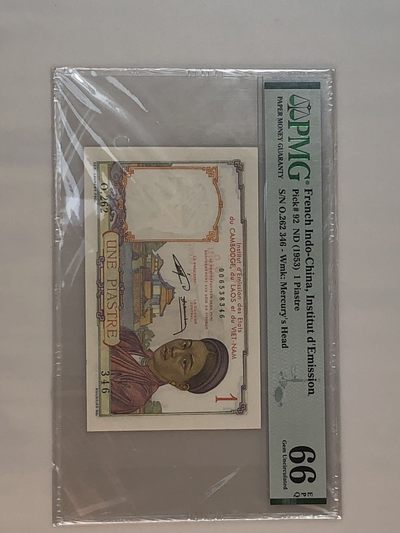 PMG
PAPER MONEY GUARANTY
French Indo-China, Institut d'Emission
Pick# 92 ND (1953) 1 Piastre
S/N O.262 346 - Wmk: Mercury's Head
66
EPQ
Gem Uncirculated
Institut d'Emission des Etats
du CAMBODGE, du LAOS et du VIET-NAM
006538346
O.262
UNE PIASTRE
346
1